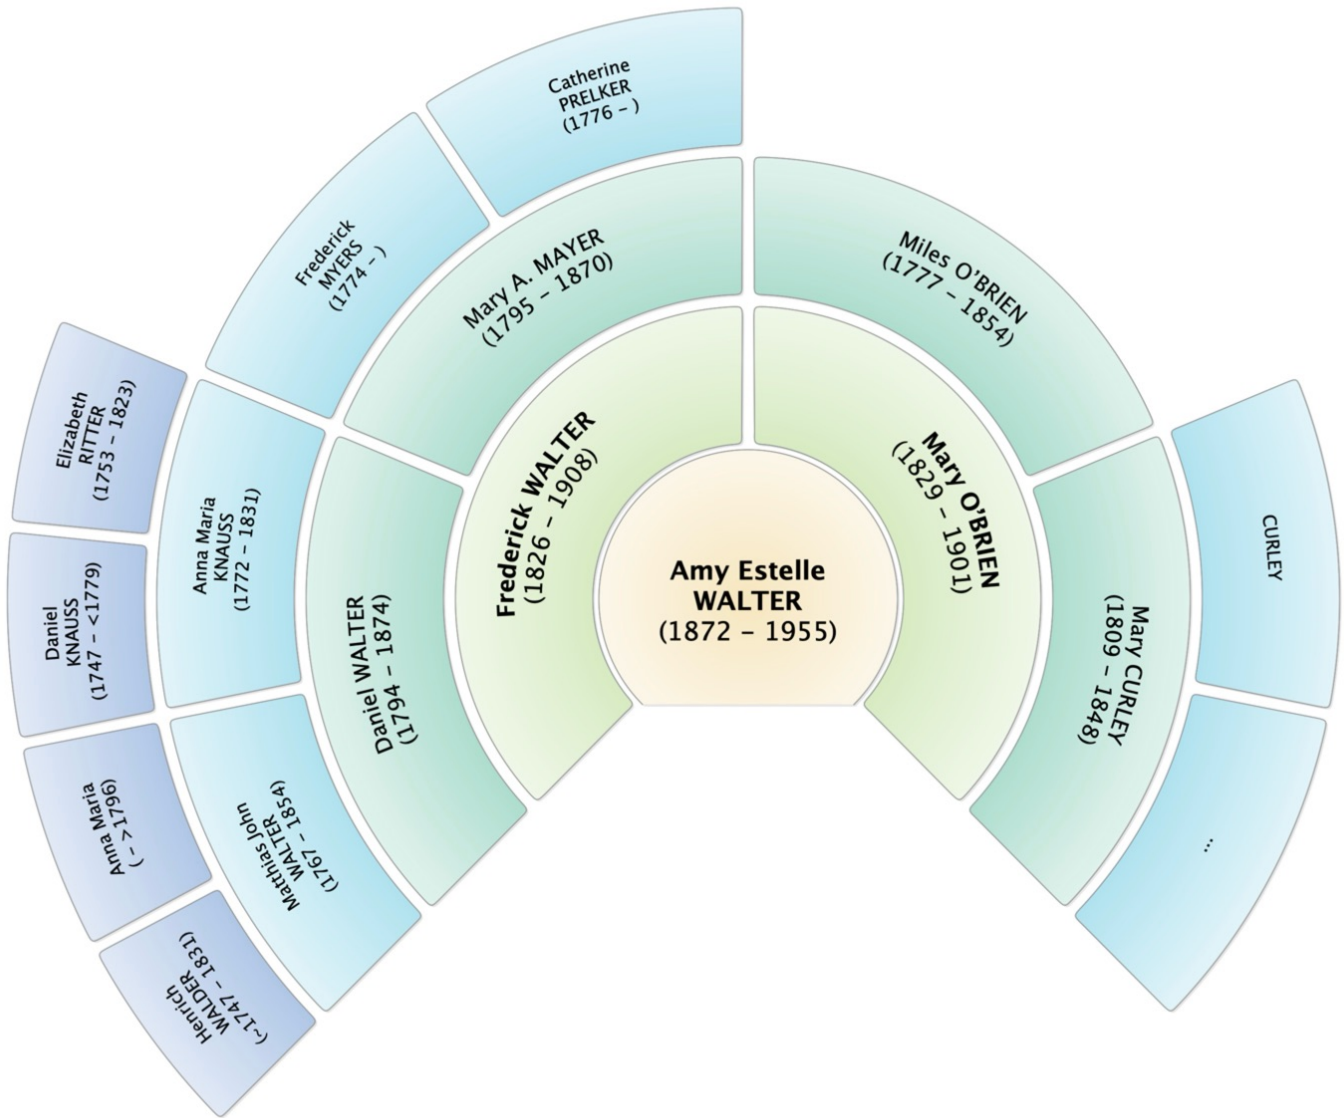 Catherine
PRELKER
(1776 – )
Frederick
MYERS
(1774 – )
Mary A. MAYER
(1795 – 1870)
Miles O'BRIEN
(1777 – 1854)
Elizabeth
RITTER
(1753 – 1823)
Anna Maria
KNAUSS
(1772 – 1831)
Frederick WALTER
(1826 – 1908)
Mary O'BRIEN
(1829 – 1901)
CURLEY
Daniel
KNAUSS
(1747 – <1779)
Amy Estelle
WALTER
(1872 – 1955)
Daniel WALTER
(1794 – 1874)
Mary CURLEY
(1809 – 1848)
Anna Maria
( – >1796)
Matthias John
WALTER
(1767 – 1854)
...
Henrich
WALDER
(~1747 – 1831)